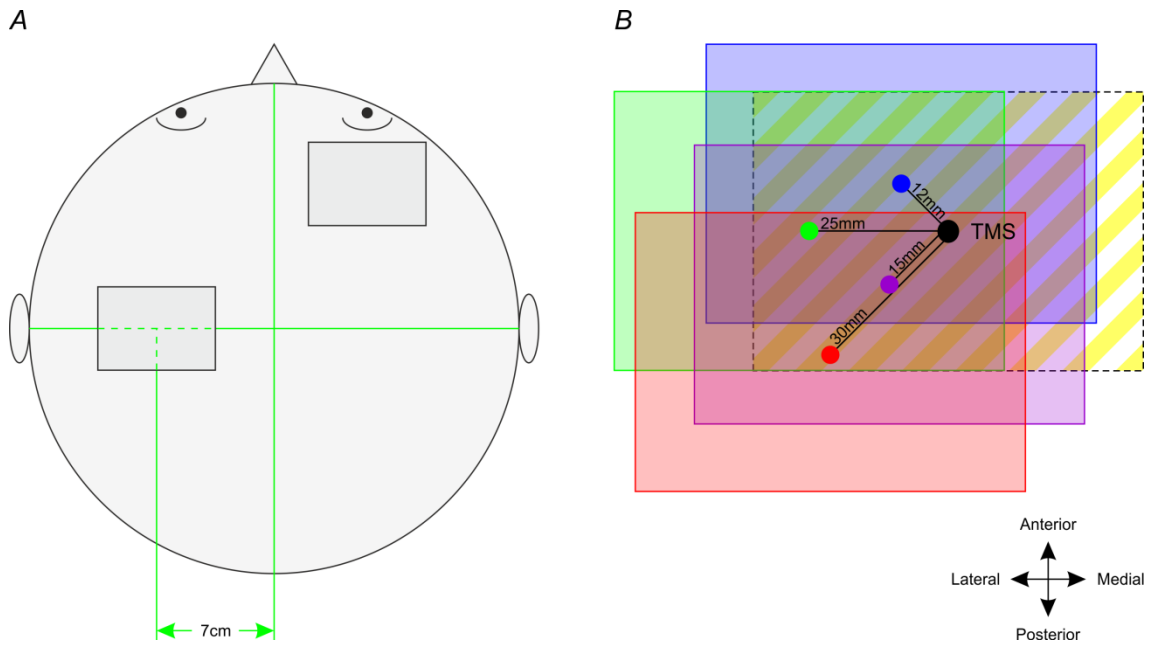 A
B
12mm
25mm
TMS
15mm
30mm
7cm
Anterior
Lateral
Medial
Posterior